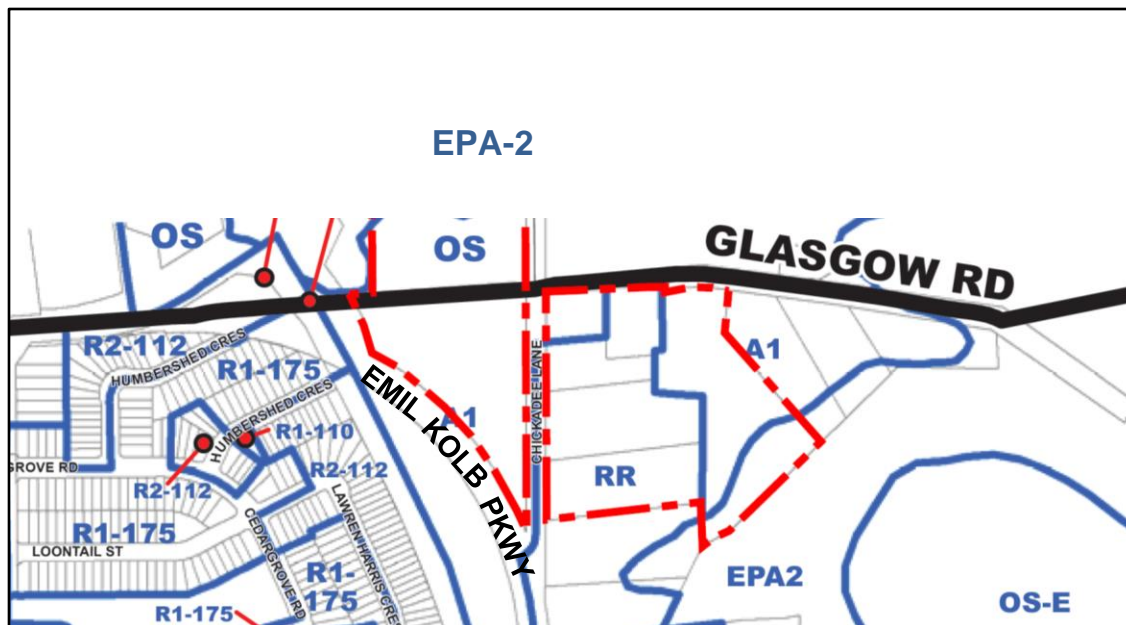 EPA-2
OS
OS
GLASGOW RD
R2-112
HUMBERSHED CRES
R1-175
A1
EMIL KOLB PKWY
A1
CHICKADEE LANE
HUMBERSHED CRES
R1-110
GROVE RD
R2-112
R2-112
RR
R1-175
LOONTAIL ST
CEDARGROVE RD
LAWREN HARRIS CRES
R1-
175
EPA2
OS-E
R1-175